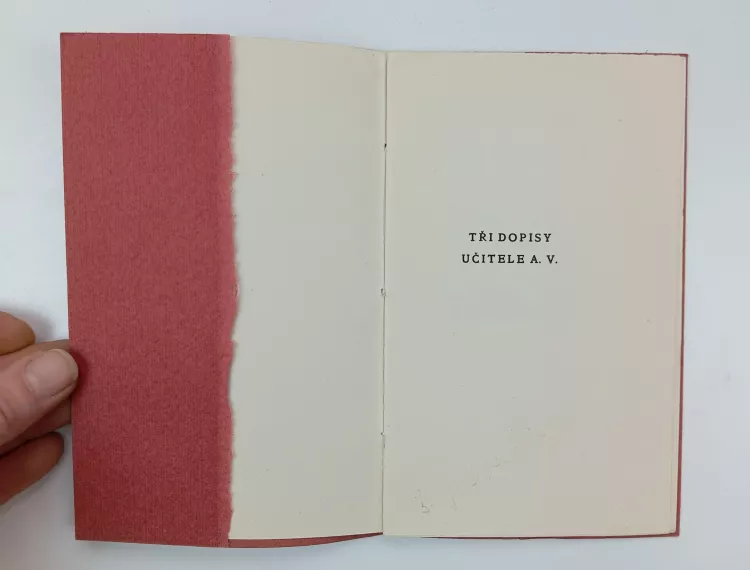 TŘI DOPISY
UČITELE A. V.